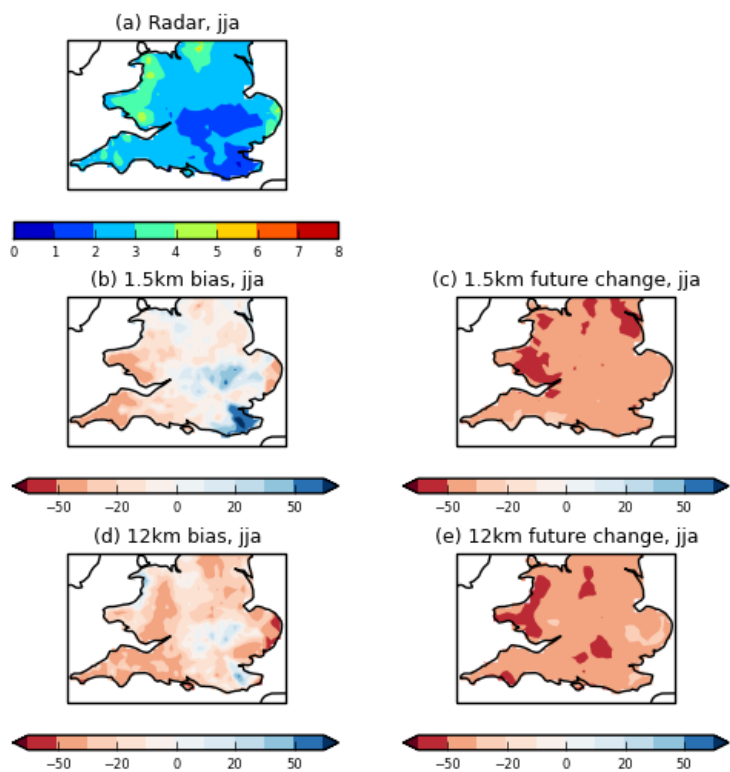 (a) Radar, jja
0 1 2 3 4 5 6 7 8
(b) 1.5km bias, jja
(c) 1.5km future change, jja
−50 −20 0 20 50
−50 −20 0 20 50
(d) 12km bias, jja
(e) 12km future change, jja
−50 −20 0 20 50
−50 −20 0 20 50